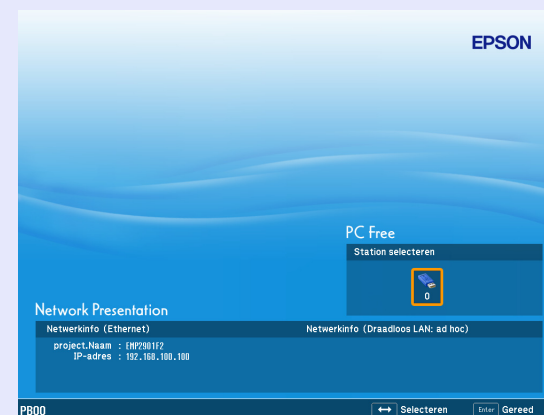 EPSON
PC Free
Station selecteren
0
Network Presentation
Netwerkinfo (Ethernet)
Netwerkinfo (Draadloos LAN: ad hoc)
project.Naam : EMP2901F2
IP-adres : 192.168.100.100
PB00
Selecteren
Enter Gereed